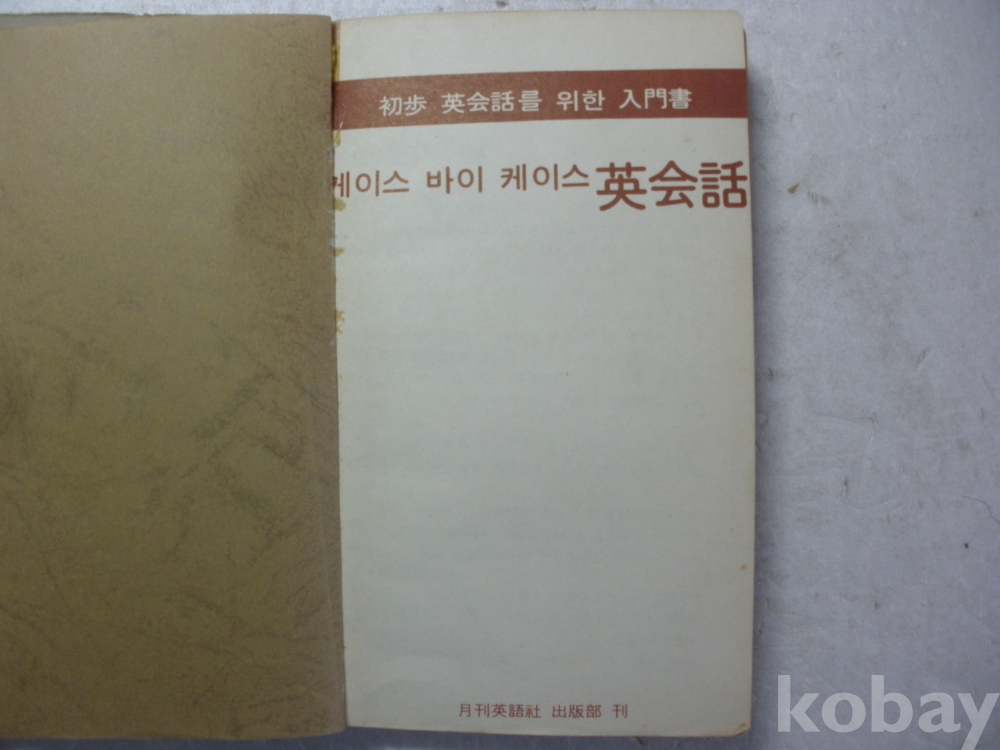 初歩 英会話를 위한 入門書
케이스 바이 케이스 英会話
月刊英語社 出版部 刊
kobay